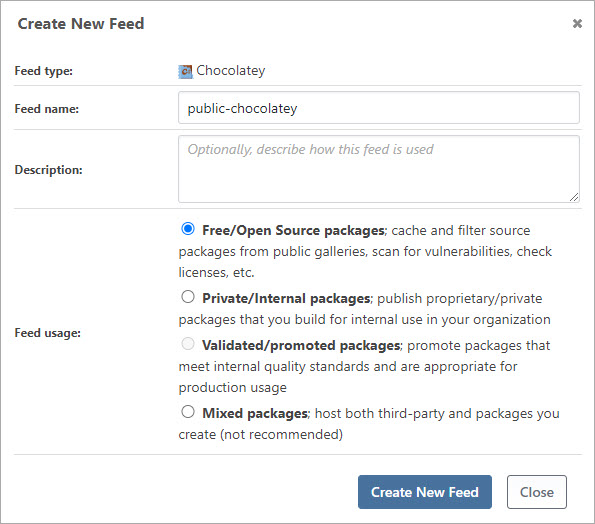 Create New Feed
Feed type: Chocolatey
Feed name: public-chocolatey
Description: Optionally, describe how this feed is used
Feed usage:
Free/Open Source packages; cache and filter source
packages from public galleries, scan for vulnerabilities, check
licenses, etc.
Private/Internal packages; publish proprietary/private
packages that you build for internal use in your organization
Validated/promoted packages; promote packages that
meet internal quality standards and are appropriate for
production usage
Mixed packages; host both third-party and packages you
create (not recommended)
Create New Feed
Close